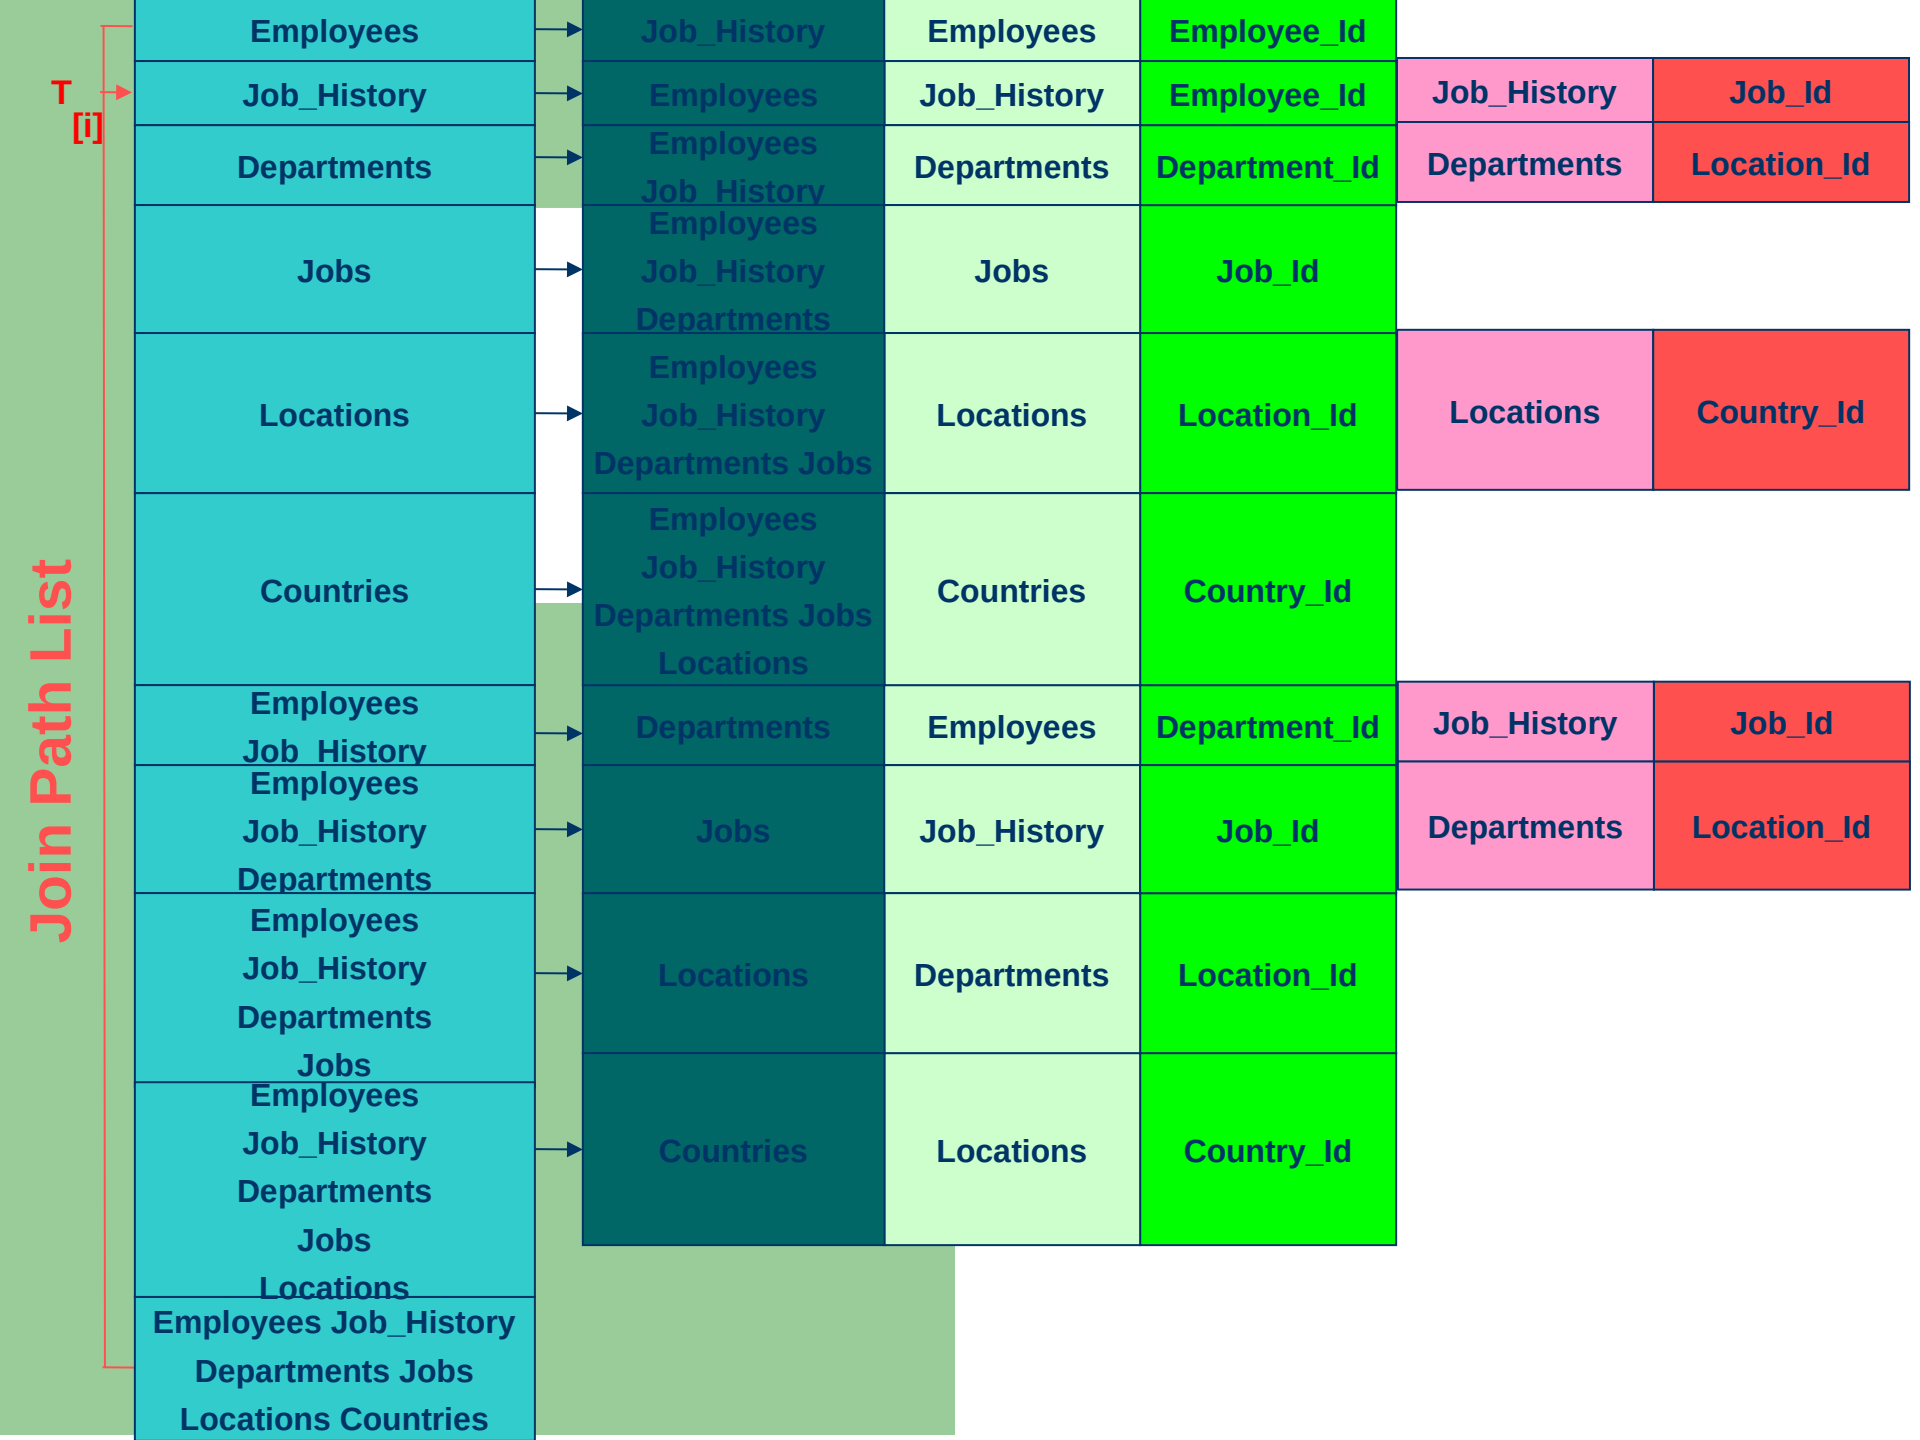 Employees Job_History Employees Employee_Id
T
[i]
Job_History Employees Job_History Employee_Id Job_History Job_Id
Departments
Employees
Job_History
Departments Department_Id Departments Location_Id
Jobs
Employees
Job_History
Departments
Jobs Job_Id
Locations
Employees
Job_History
Departments Jobs
Locations Location_Id Locations Country_Id
Countries
Employees
Job_History
Departments Jobs
Locations
Countries Country_Id
Join Path List
Employees
Job_History
Departments Employees Department_Id Job_History Job_Id
Employees
Job_History
Departments
Jobs Job_History Job_Id Departments Location_Id
Employees
Job_History
Departments
Jobs
Locations Departments Location_Id
Employees
Job_History
Departments
Jobs
Locations
Countries Locations Country_Id
Employees Job_History
Departments Jobs
Locations Countries